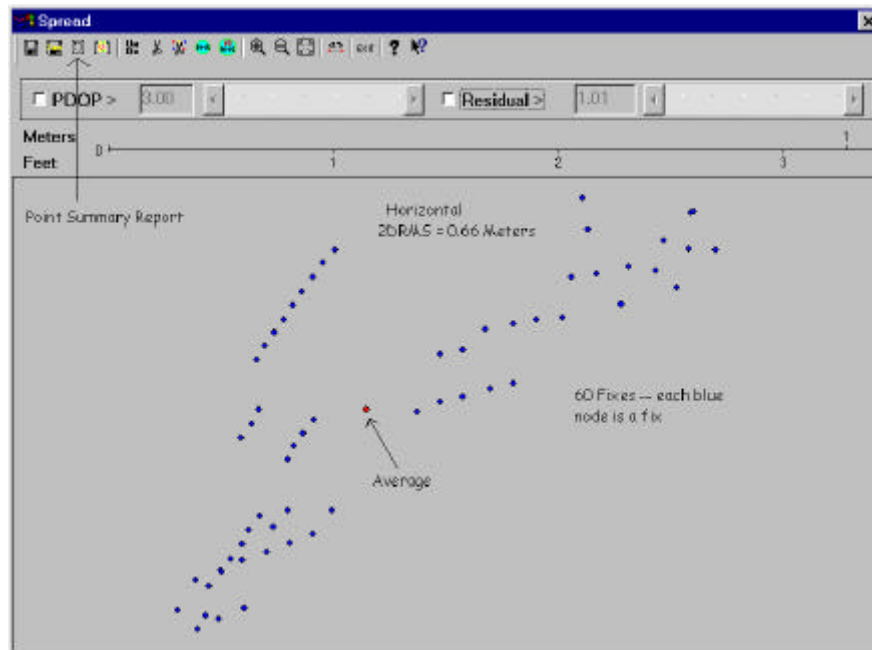 Spread
PDOP > 3.00 Residual > 1.01
Meters 1
0
Feet 1 2 3
Point Summary Report
Horizontal
2DRMS = 0.66 Meters
60 Fixes -- each blue
node is a fix
Average